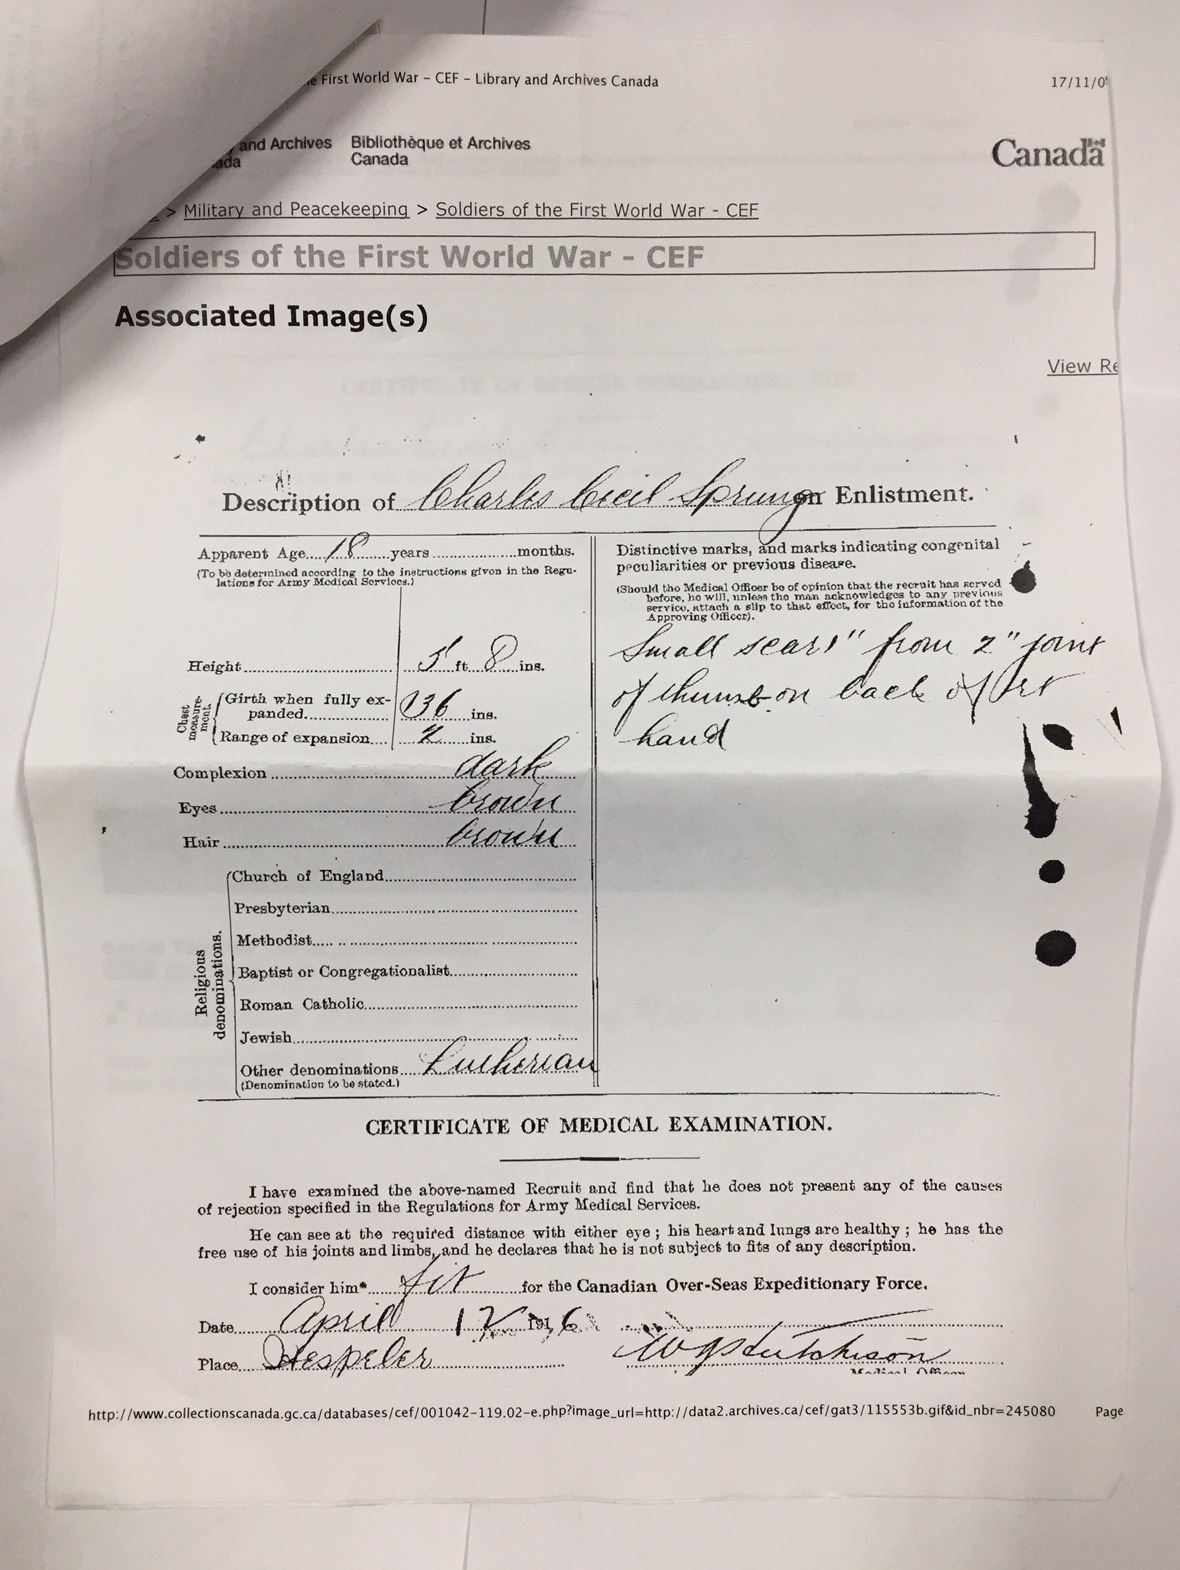 First World War – CEF – Library and Archives Canada 17/11/0
and Archives Bibliothèque et Archives
Canada
Canada
> Military and Peacekeeping > Soldiers of the First World War - CEF
Soldiers of the First World War - CEF
Associated Image(s)
View Re
Description of Charles Cecil Sprung on Enlistment.
Apparent Age 18 years months.
(To be determined according to the instructions given in the Regu-
lations for Army Medical Services.)
Height 5 ft 8 ins.
Chest measure-ment.
Girth when fully ex-
panded 36 ins.
Range of expansion 2 ins.
Complexion dark
Eyes brown
Hair brown
Religious denominations.
Church of England
Presbyterian
Methodist
Baptist or Congregationalist
Roman Catholic
Jewish
Other denominations Lutherian
(Denomination to be stated.)
Distinctive marks, and marks indicating congenital
peculiarities or previous disease.
(Should the Medical Officer be of opinion that the recruit has served
before, he will, unless the man acknowledges to any previous
service, attach a slip to that effect, for the information of the
Approving Officer).
Small scar 1" from 2" joint
of thumb on back of rt
hand
CERTIFICATE OF MEDICAL EXAMINATION.
I have examined the above-named Recruit and find that he does not present any of the causes
of rejection specified in the Regulations for Army Medical Services.
He can see at the required distance with either eye ; his heart and lungs are healthy ; he has the
free use of his joints and limbs, and he declares that he is not subject to fits of any description.
I consider him* fit for the Canadian Over-Seas Expeditionary Force.
Date April 12 1916
Place Hespeler W J Hutchison
Medical Officer
http://www.collectionscanada.gc.ca/databases/cef/001042-119.02-e.php?image_url=http://data2.archives.ca/cef/gat3/115553b.gif&id_nbr=245080 Page